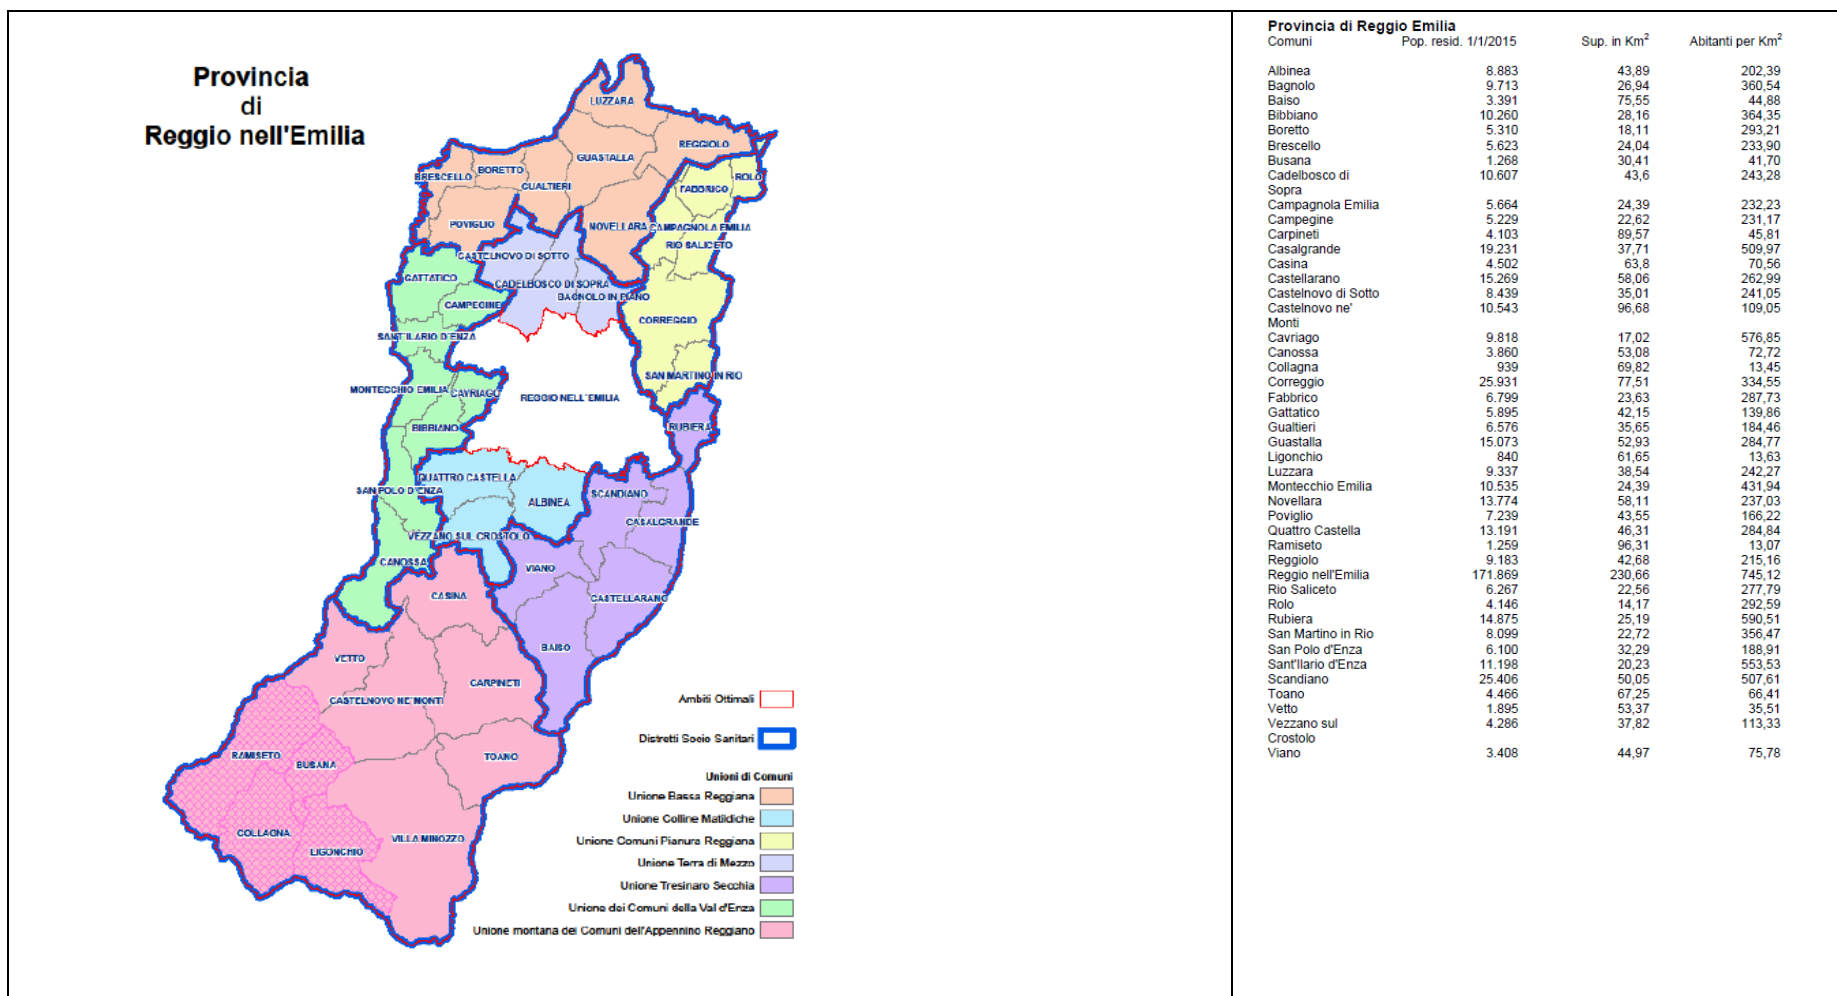 Provincia
di
Reggio nell'Emilia
LUZZARA
REGGIOLO
GUASTALLA
BORETTO
BRESCELLO
GUALTIERI
ROLO
FABBRICO
POVIGLIO
NOVELLARA
CAMPAGNOLA EMILIA
RIO SALICETO
CASTELNOVO DI SOTTO
GATTATICO
CADELBOSCO DI SOPRA
BAGNOLO IN PIANO
CAMPEGINE
CORREGGIO
SANT'ILARIO D'ENZA
SAN MARTINO IN RIO
MONTECCHIO EMILIA
CAVRIAGO
REGGIO NELL'EMILIA
BIBBIANO
RUBIERA
QUATTRO CASTELLA
SAN POLO D'ENZA
ALBINEA
SCANDIANO
CASALGRANDE
VEZZANO SUL CROSTOLO
CANOSSA
VIANO
CASINA
CASTELLARANO
BAISO
VETTO
CARPINETI
CASTELNOVO NE'MONTI
RAMISETO
BUSANA
TOANO
COLLAGNA
LIGONCHIO
VILLA MINOZZO
Ambiti Ottimali
Distretti Socio Sanitari
Unioni di Comuni
Unione Bassa Reggiana
Unione Colline Matildiche
Unione Comuni Pianura Reggiana
Unione Terra di Mezzo
Unione Tresinaro Secchia
Unione dei Comuni della Val d'Enza
Unione montana dei Comuni dell'Appennino Reggiano
Provincia di Reggio Emilia
Comuni Pop. resid. 1/1/2015 Sup. in Km² Abitanti per Km²
Albinea 8.883 43,89 202,39
Bagnolo 9.713 26,94 360,54
Baiso 3.391 75,55 44,88
Bibbiano 10.260 28,16 364,35
Boretto 5.310 18,11 293,21
Brescello 5.623 24,04 233,90
Busana 1.268 30,41 41,70
Cadelbosco di 10.607 43,6 243,28
Sopra
Campagnola Emilia 5.664 24,39 232,23
Campegine 5.229 22,62 231,17
Carpineti 4.103 89,57 45,81
Casalgrande 19.231 37,71 509,97
Casina 4.502 63,8 70,56
Castellarano 15.269 58,06 262,99
Castelnovo di Sotto 8.439 35,01 241,05
Castelnovo ne' 10.543 96,68 109,05
Monti
Cavriago 9.818 17,02 576,85
Canossa 3.860 53,08 72,72
Collagna 939 69,82 13,45
Correggio 25.931 77,51 334,55
Fabbrico 6.799 23,63 287,73
Gattatico 5.895 42,15 139,86
Gualtieri 6.576 35,65 184,46
Guastalla 15.073 52,93 284,77
Ligonchio 840 61,65 13,63
Luzzara 9.337 38,54 242,27
Montecchio Emilia 10.535 24,39 431,94
Novellara 13.774 58,11 237,03
Poviglio 7.239 43,55 166,22
Quattro Castella 13.191 46,31 284,84
Ramiseto 1.259 96,31 13,07
Reggiolo 9.183 42,68 215,16
Reggio nell'Emilia 171.869 230,66 745,12
Rio Saliceto 6.267 22,56 277,79
Rolo 4.146 14,17 292,59
Rubiera 14.875 25,19 590,51
San Martino in Rio 8.099 22,72 356,47
San Polo d'Enza 6.100 32,29 188,91
Sant'Ilario d'Enza 11.198 20,23 553,53
Scandiano 25.406 50,05 507,61
Toano 4.466 67,25 66,41
Vetto 1.895 53,37 35,51
Vezzano sul 4.286 37,82 113,33
Crostolo
Viano 3.408 44,97 75,78